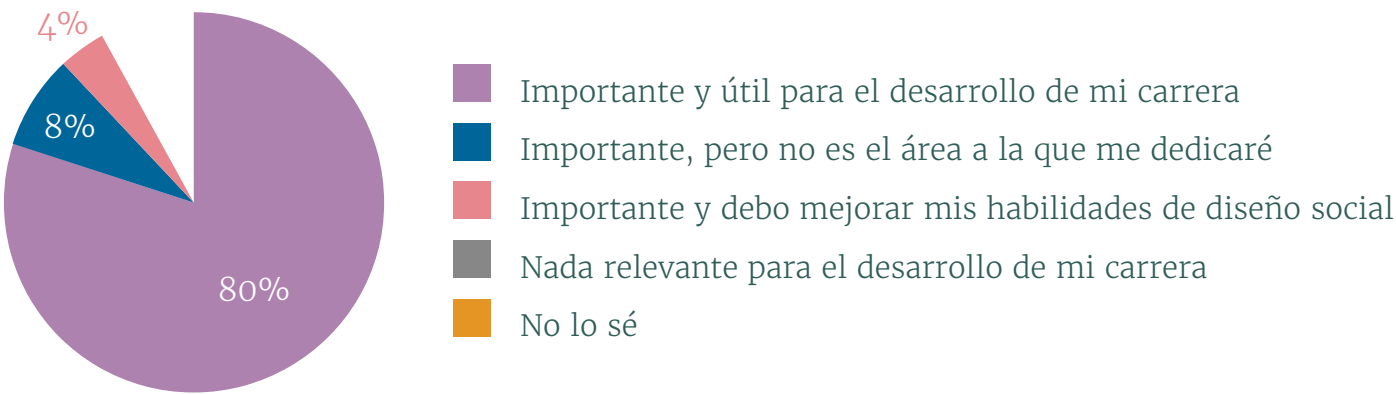 4%
8%
80%
Importante y útil para el desarrollo de mi carrera
Importante, pero no es el área a la que me dedicaré
Importante y debo mejorar mis habilidades de diseño social
Nada relevante para el desarrollo de mi carrera
No lo sé